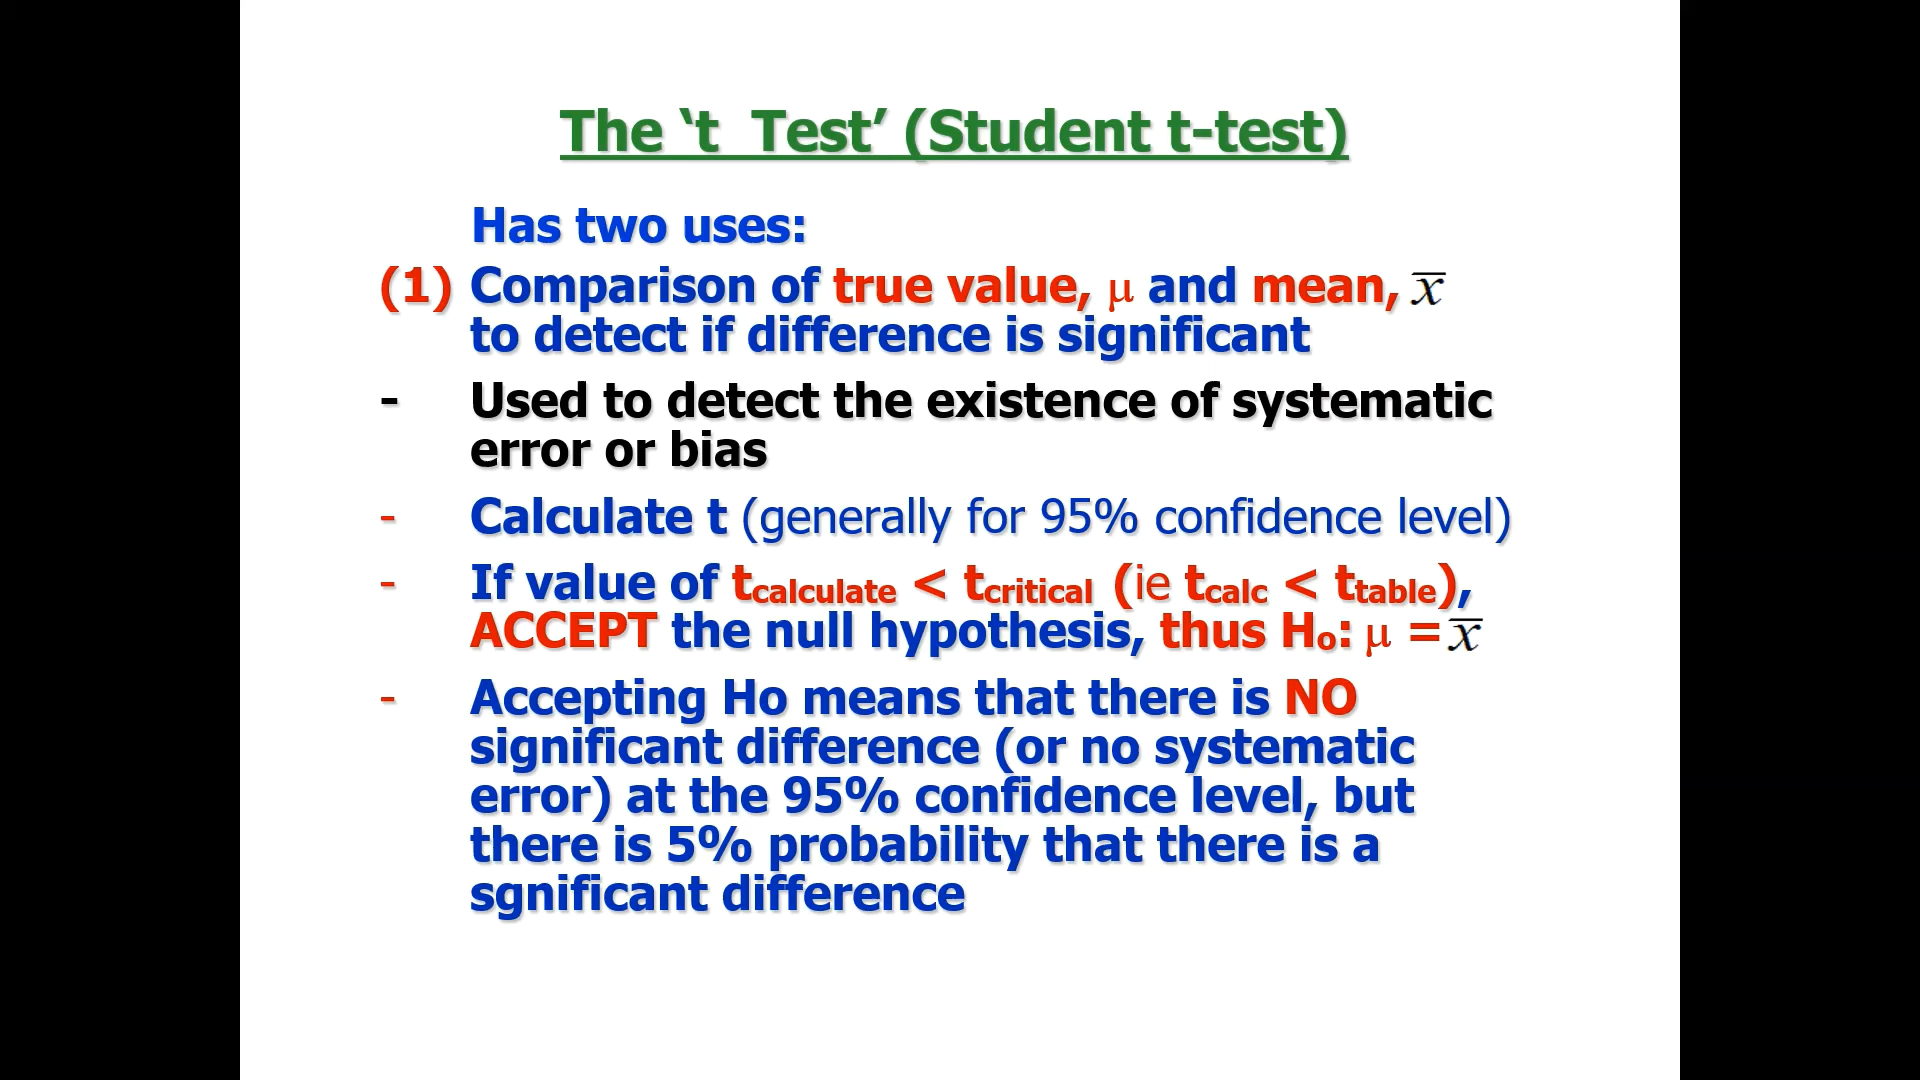 The ‘t  Test’ (Student t-test)
Has two uses:
(1) Comparison of true value, μ and mean, x̅
to detect if difference is significant
- Used to detect the existence of systematic
error or bias
- Calculate t (generally for 95% confidence level)
- If value of tcalculate < tcritical (ie tcalc < ttable),
ACCEPT the null hypothesis, thus Ho: μ = x̅
- Accepting Ho means that there is NO
significant difference (or no systematic
error) at the 95% confidence level, but
there is 5% probability that there is a
sgnificant difference